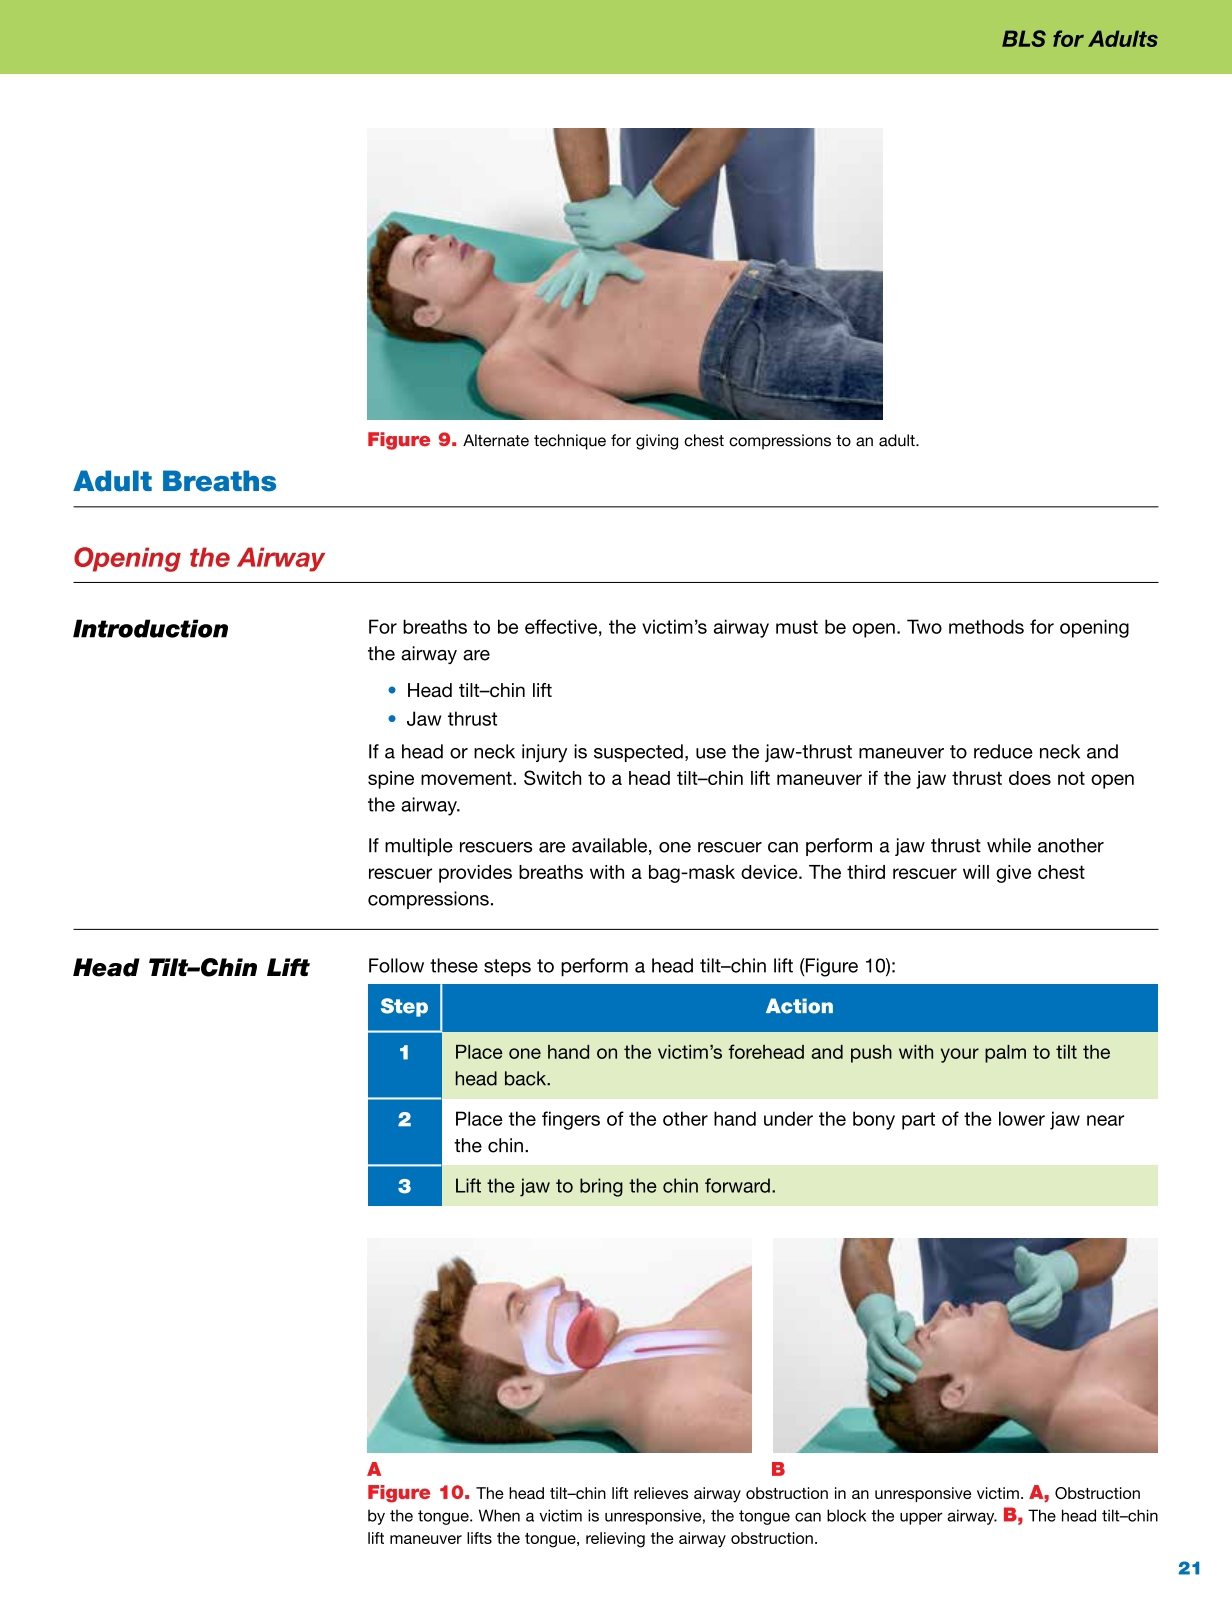 BLS for Adults
Figure 9. Alternate technique for giving chest compressions to an adult.
Adult Breaths
Opening the Airway
Introduction
For breaths to be effective, the victim’s airway must be open. Two methods for opening
the airway are
• Head tilt–chin lift
• Jaw thrust
If a head or neck injury is suspected, use the jaw-thrust maneuver to reduce neck and
spine movement. Switch to a head tilt–chin lift maneuver if the jaw thrust does not open
the airway.
If multiple rescuers are available, one rescuer can perform a jaw thrust while another
rescuer provides breaths with a bag-mask device. The third rescuer will give chest
compressions.
Head Tilt–Chin Lift
Follow these steps to perform a head tilt–chin lift (Figure 10):
Step Action
1 Place one hand on the victim’s forehead and push with your palm to tilt the
head back.
2 Place the fingers of the other hand under the bony part of the lower jaw near
the chin.
3 Lift the jaw to bring the chin forward.
A B
Figure 10. The head tilt–chin lift relieves airway obstruction in an unresponsive victim. A, Obstruction
by the tongue. When a victim is unresponsive, the tongue can block the upper airway. B, The head tilt–chin
lift maneuver lifts the tongue, relieving the airway obstruction.
21